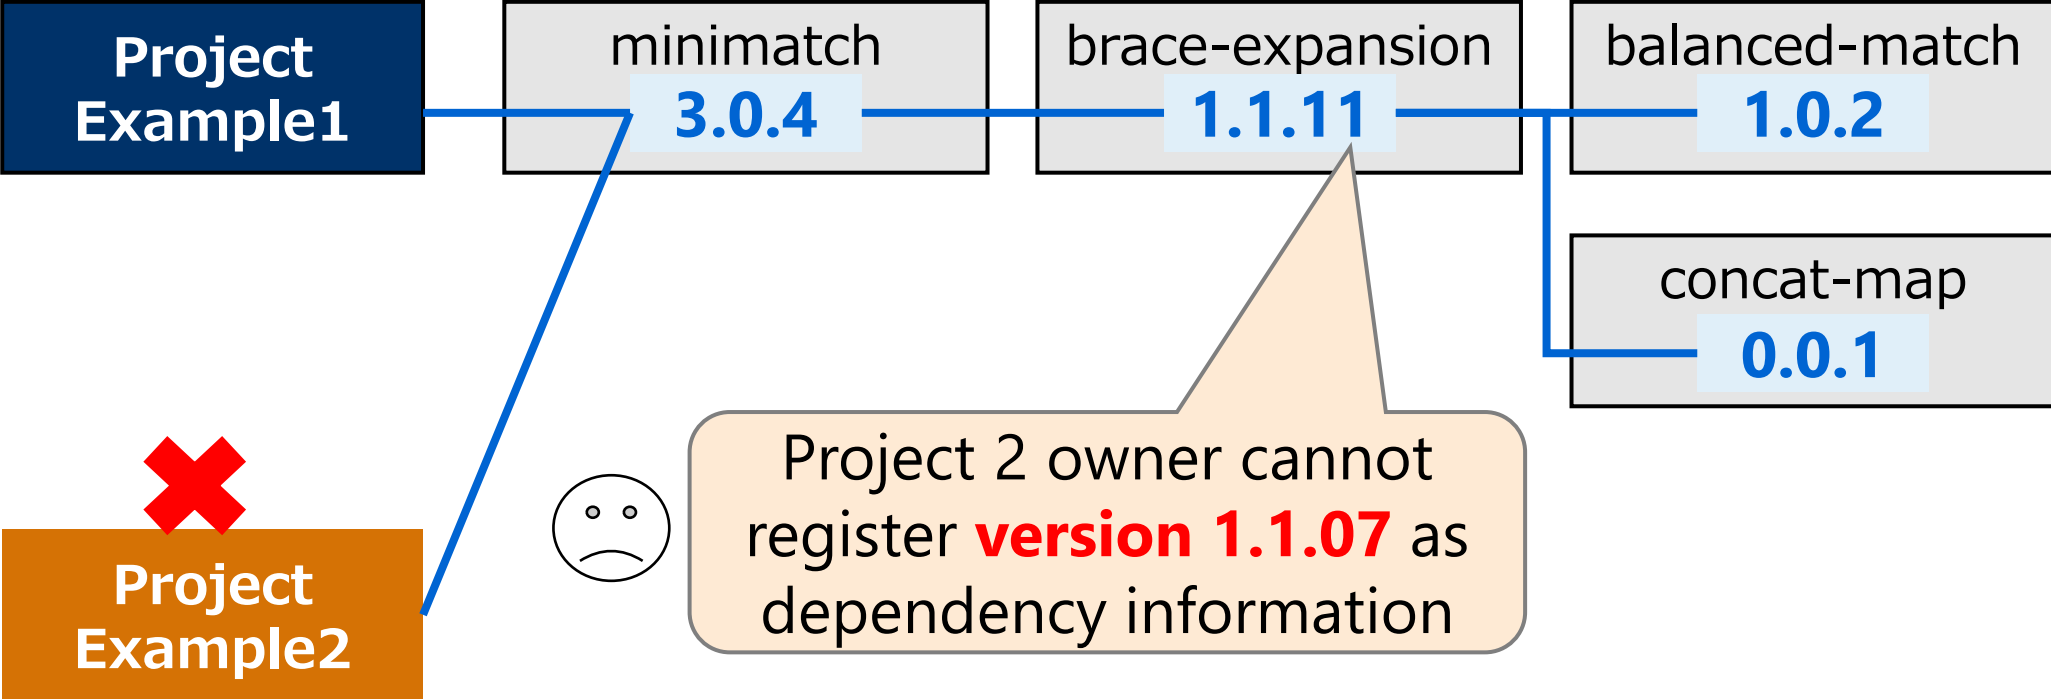 Project
Example1
minimatch
3.0.4
brace-expansion
1.1.11
balanced-match
1.0.2
concat-map
0.0.1
Project 2 owner cannot
register version 1.1.07 as
dependency information
Project
Example2